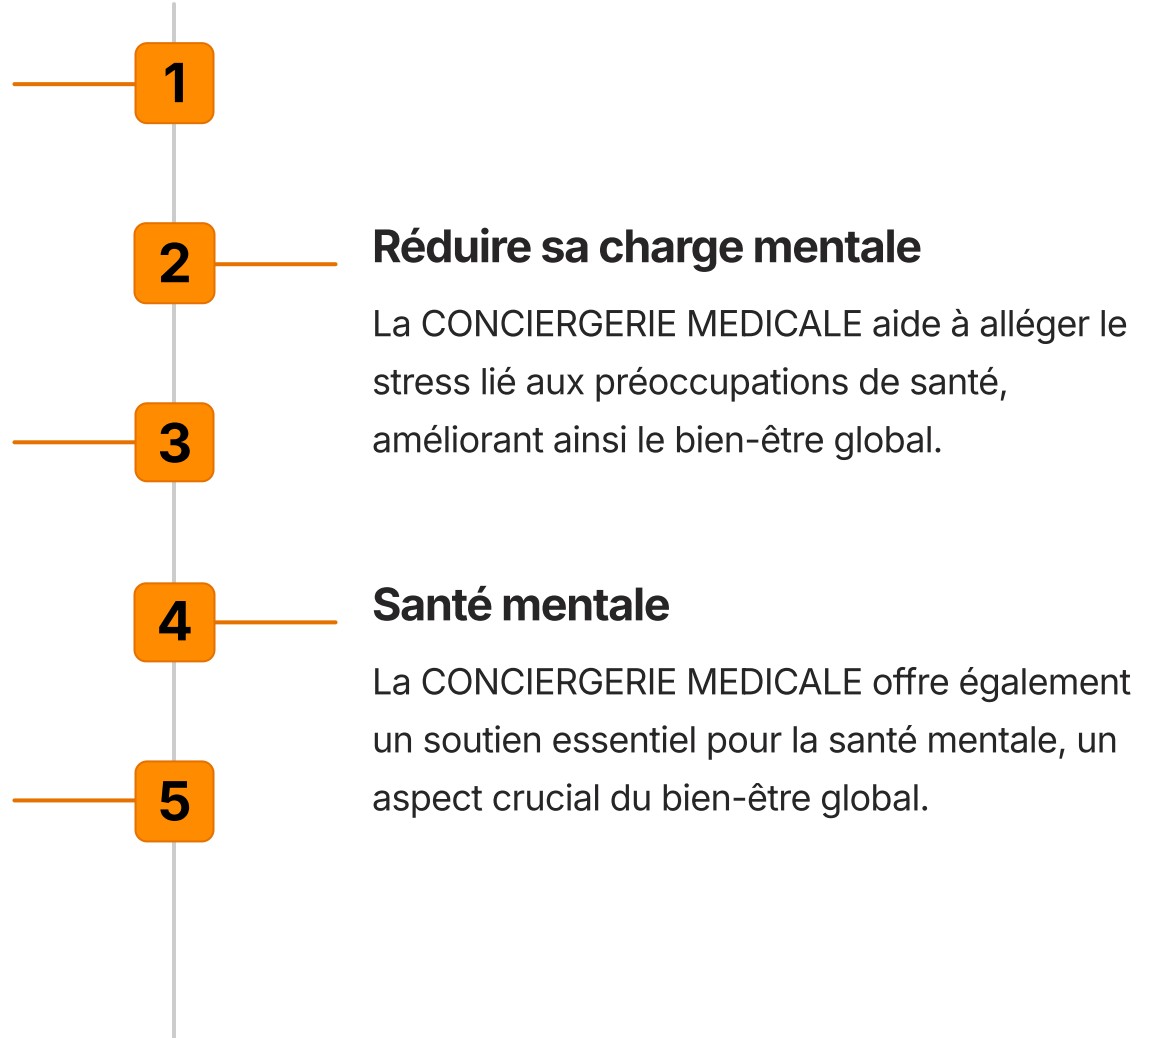 1
2
Réduire sa charge mentale
La CONCIERGERIE MEDICALE aide à alléger le
stress lié aux préoccupations de santé,
améliorant ainsi le bien-être global.
3
4
Santé mentale
La CONCIERGERIE MEDICALE offre également
un soutien essentiel pour la santé mentale, un
aspect crucial du bien-être global.
5